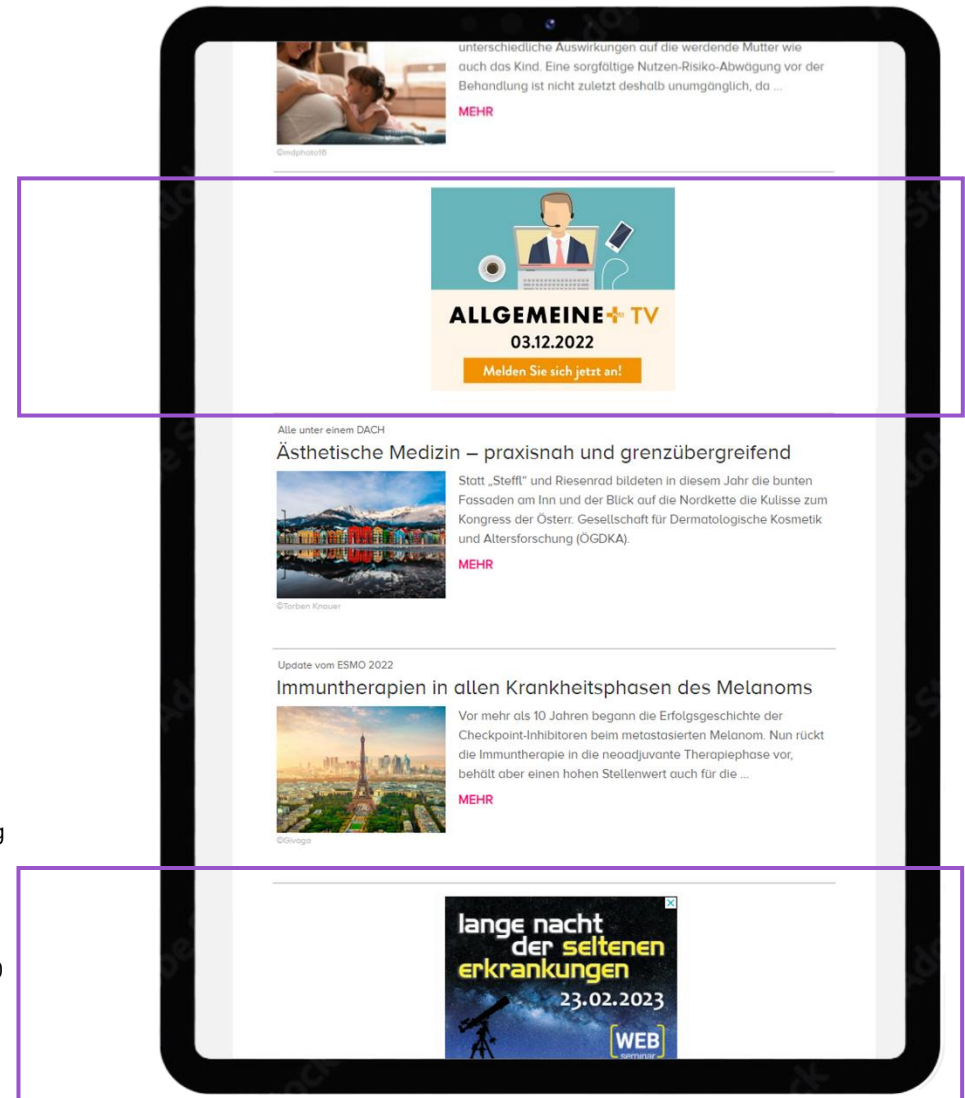 unterschiedliche Auswirkungen auf die werdende Mutter wie
auch das Kind. Eine sorgfältige Nutzen-Risiko-Abwägung vor der
Behandlung ist nicht zuletzt deshalb unumgänglich, da ...
MEHR
©mdphoto16
ALLGEMEINE+ TV
03.12.2022
Melden Sie sich jetzt an!
Alle unter einem DACH
Ästhetische Medizin – praxisnah und grenzübergreifend
Statt „Steffl“ und Riesenrad bildeten in diesem Jahr die bunten
Fassaden am Inn und der Blick auf die Nordkette die Kulisse zum
Kongress der Österr. Gesellschaft für Dermatologische Kosmetik
und Altersforschung (ÖGDKA).
MEHR
©Torben Knauer
Update vom ESMO 2022
Immuntherapien in allen Krankheitsphasen des Melanoms
Vor mehr als 10 Jahren begann die Erfolgsgeschichte der
Checkpoint-Inhibitoren beim metastasierten Melanom. Nun rückt
die Immuntherapie in die neoadjuvante Therapiephase vor,
behält aber einen hohen Stellenwert auch für die ...
MEHR
©Givaga
lange nacht
der seltenen
erkrankungen
23.02.2023
[WEB]
seminar